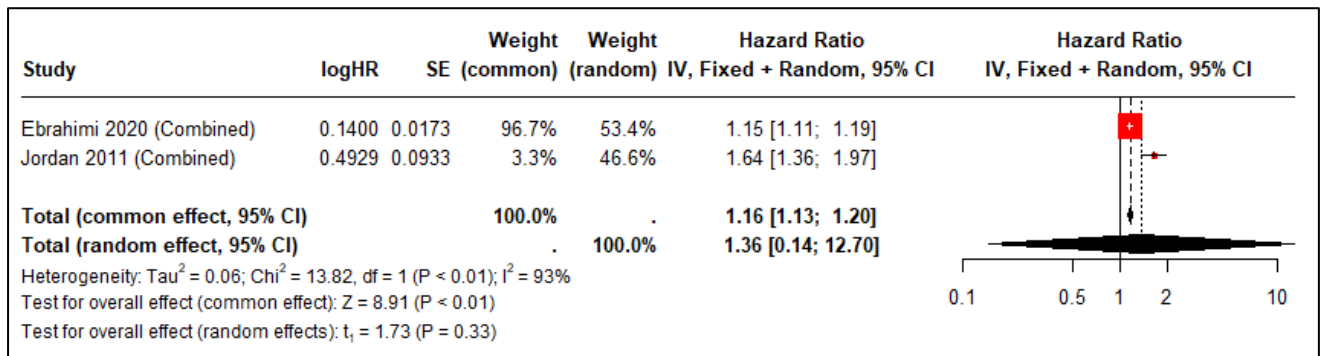 Weight Weight Hazard Ratio Hazard Ratio
Study logHR SE (common) (random) IV, Fixed + Random, 95% CI IV, Fixed + Random, 95% CI
Ebrahimi 2020 (Combined) 0.1400 0.0173 96.7% 53.4% 1.15 [1.11; 1.19]
Jordan 2011 (Combined) 0.4929 0.0933 3.3% 46.6% 1.64 [1.36; 1.97]
Total (common effect, 95% CI) 100.0% . 1.16 [1.13; 1.20]
Total (random effect, 95% CI) . 100.0% 1.36 [0.14; 12.70]
Heterogeneity: Tau² = 0.06; Chi² = 13.82, df = 1 (P < 0.01); I² = 93%
Test for overall effect (common effect): Z = 8.91 (P < 0.01)
Test for overall effect (random effects): t₁ = 1.73 (P = 0.33)
0.1 0.5 1 2 10